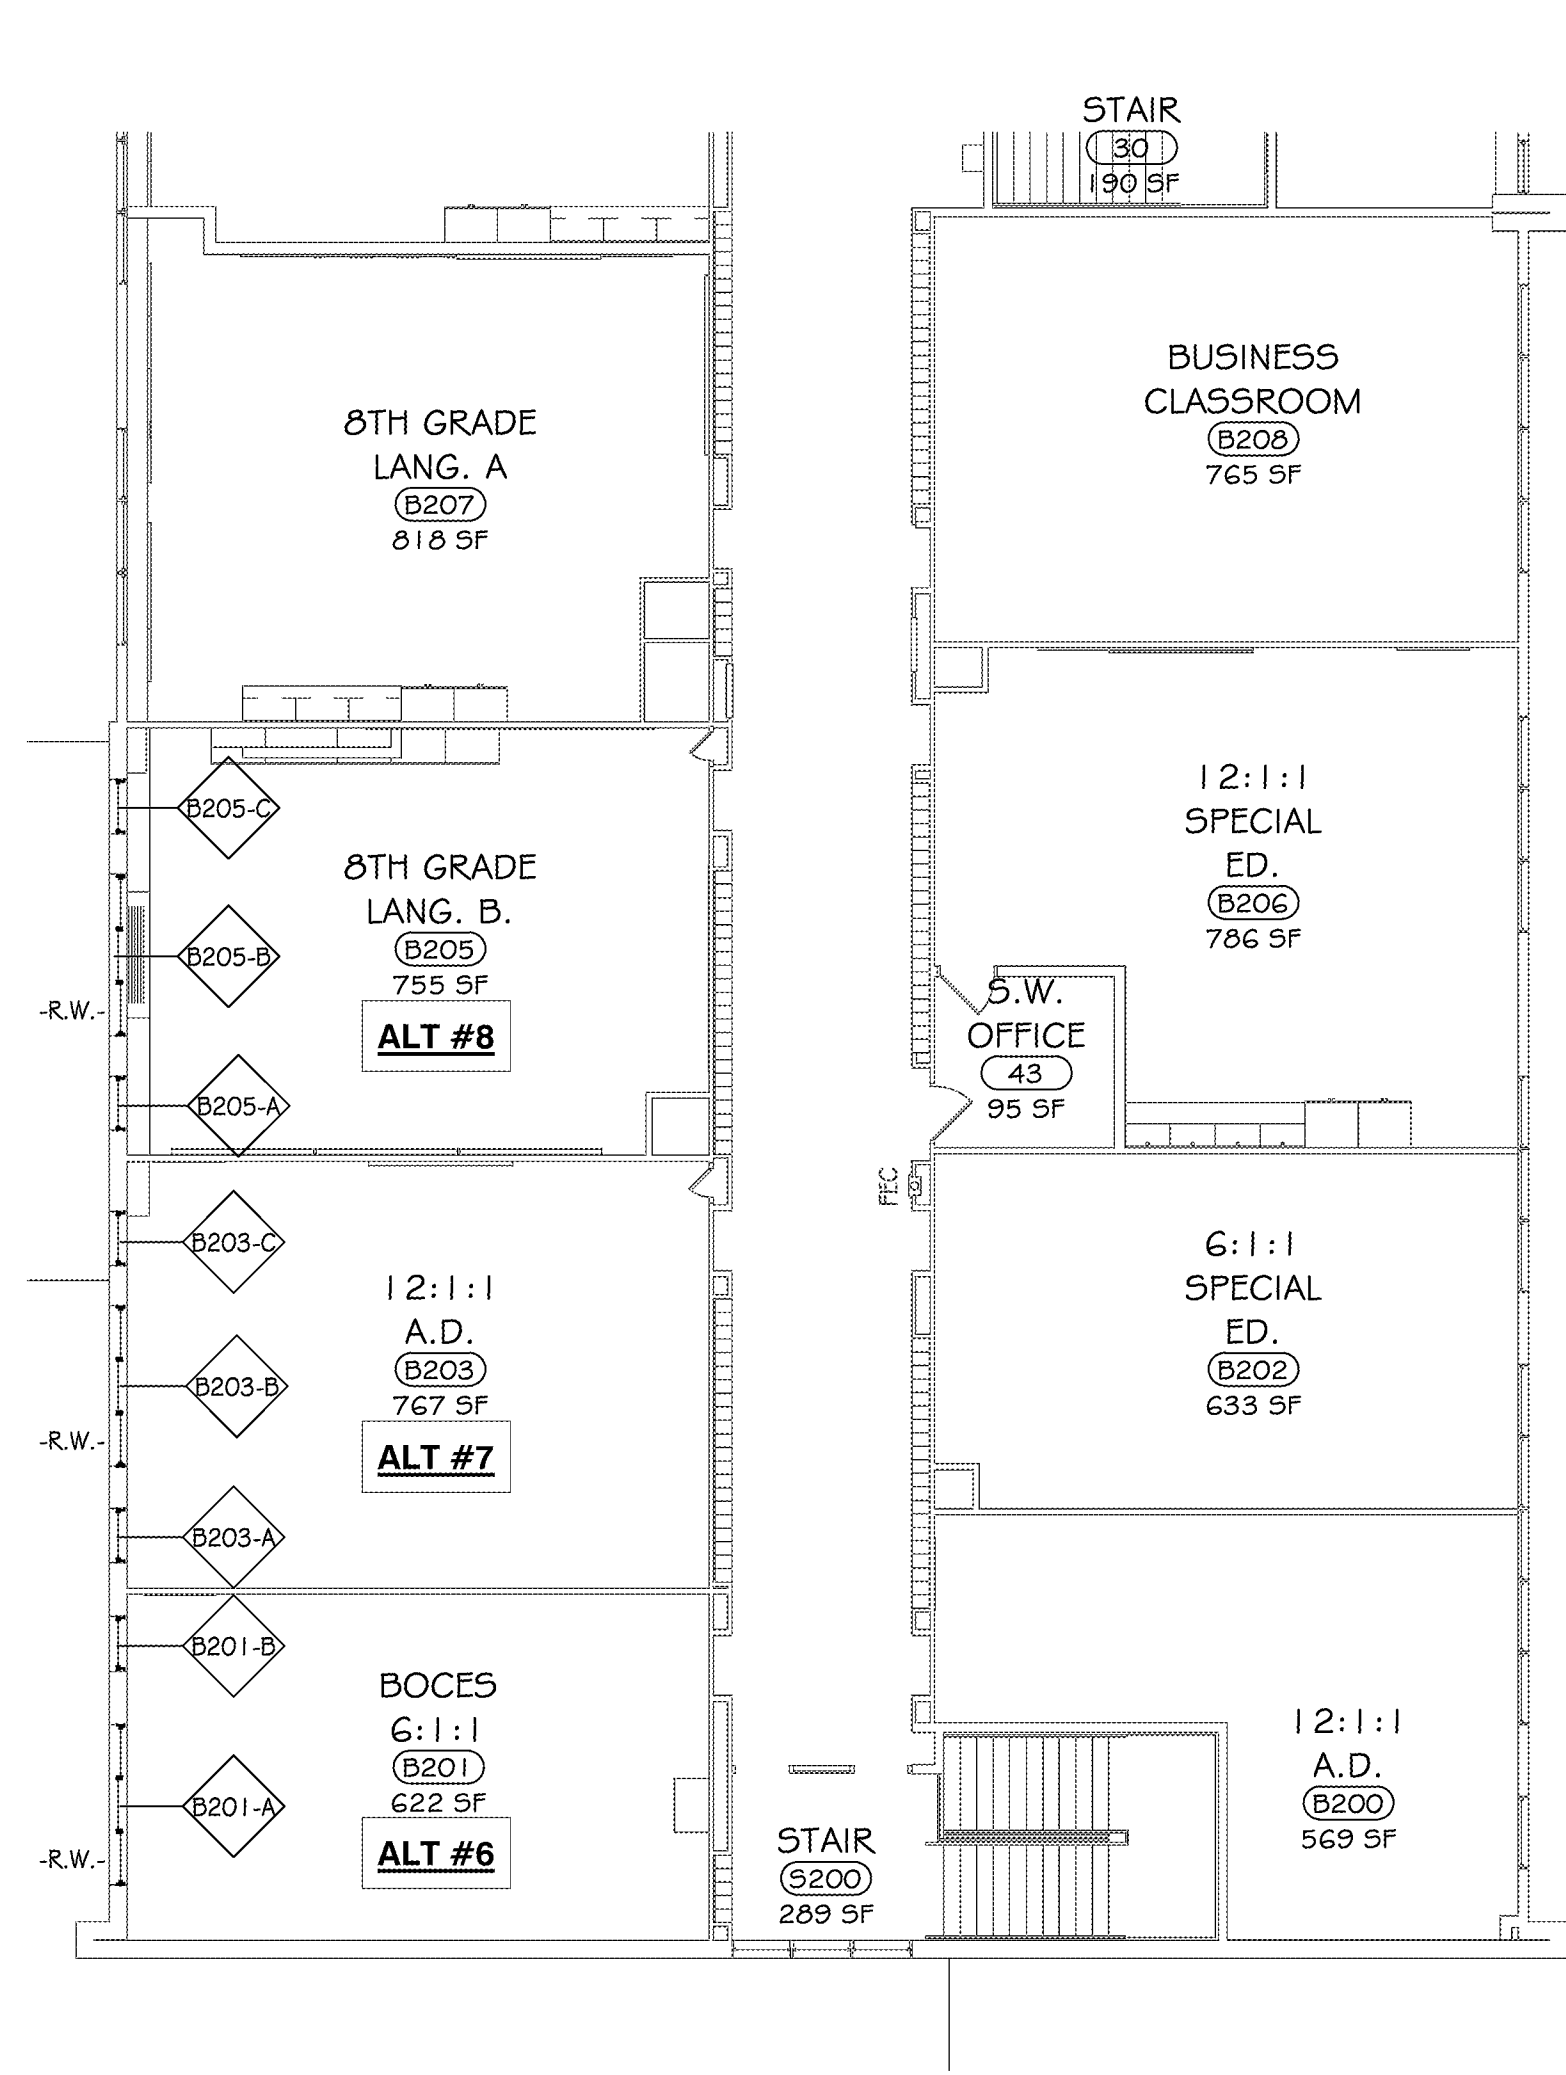 STAIR
30
190 SF
8TH GRADE
LANG. A
B207
818 SF
BUSINESS
CLASSROOM
B208
765 SF
B205-C
B205-B
B205-A
-R.W.-
8TH GRADE
LANG. B.
B205
755 SF
ALT #8
12:1:1
SPECIAL
ED.
B206
786 SF
S.W.
OFFICE
43
95 SF
FEC
B203-C
B203-B
B203-A
-R.W.-
12:1:1
A.D.
B203
767 SF
ALT #7
6:1:1
SPECIAL
ED.
B202
633 SF
B201-B
B201-A
-R.W.-
BOCES
6:1:1
B201
622 SF
ALT #6
STAIR
S200
289 SF
12:1:1
A.D.
B200
569 SF